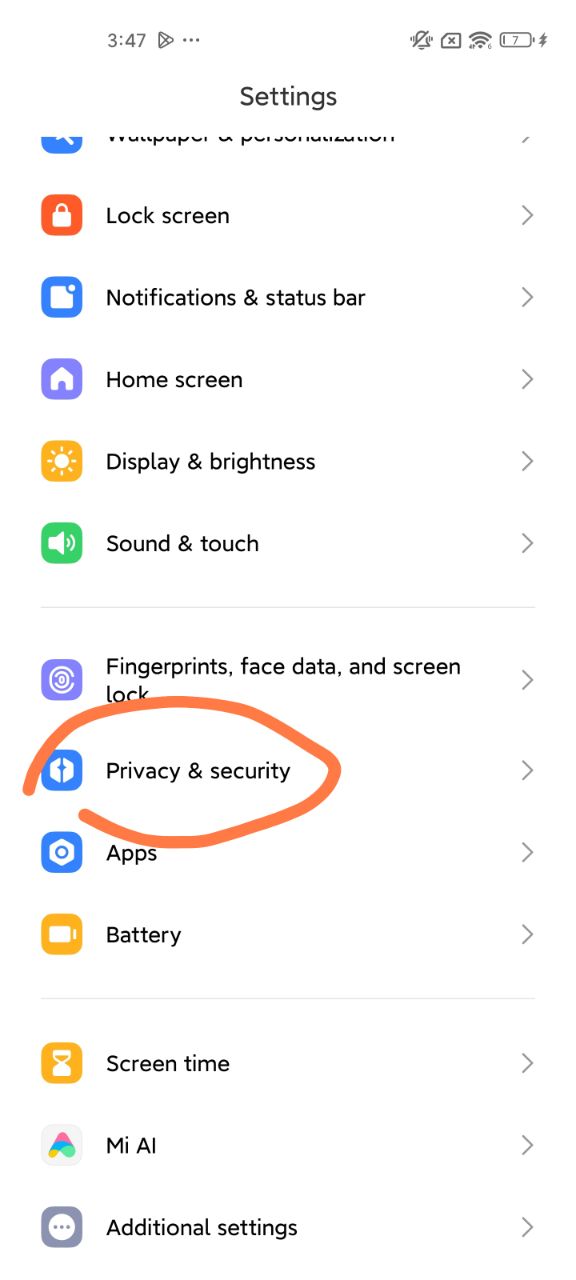 3:47
7
Settings
Wallpaper & personalization
Lock screen
Notifications & status bar
Home screen
Display & brightness
Sound & touch
Fingerprints, face data, and screen
lock
Privacy & security
Apps
Battery
Screen time
Mi AI
Additional settings